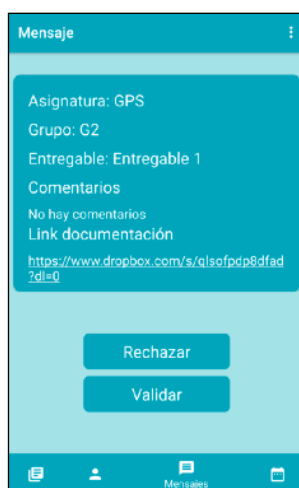 Mensaje
Asignatura: GPS
Grupo: G2
Entregable: Entregable 1
Comentarios
No hay comentarios
Link documentación
https://www.dropbox.com/s/qlsofpdp8dfad
?dl=0
Rechazar
Validar
Mensajes